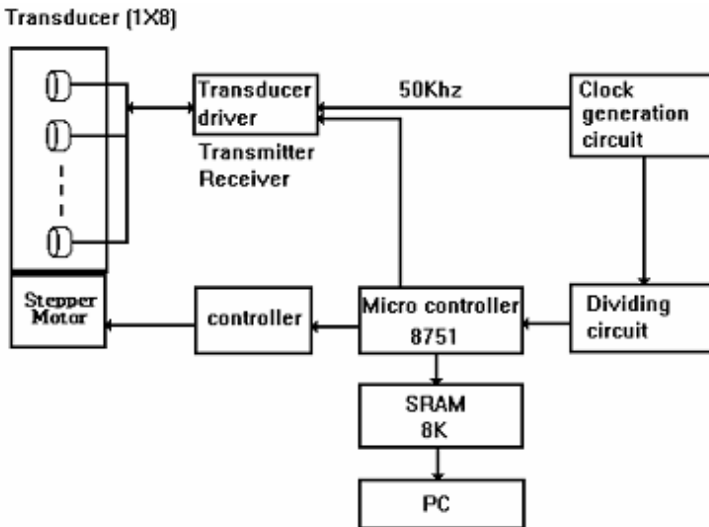 Transducer (1X8)
Transducer
driver
50Khz
Clock
generation
circuit
Transmitter
Receiver
Stepper
Motor
controller
Micro controller
8751
Dividing
circuit
SRAM
8K
PC